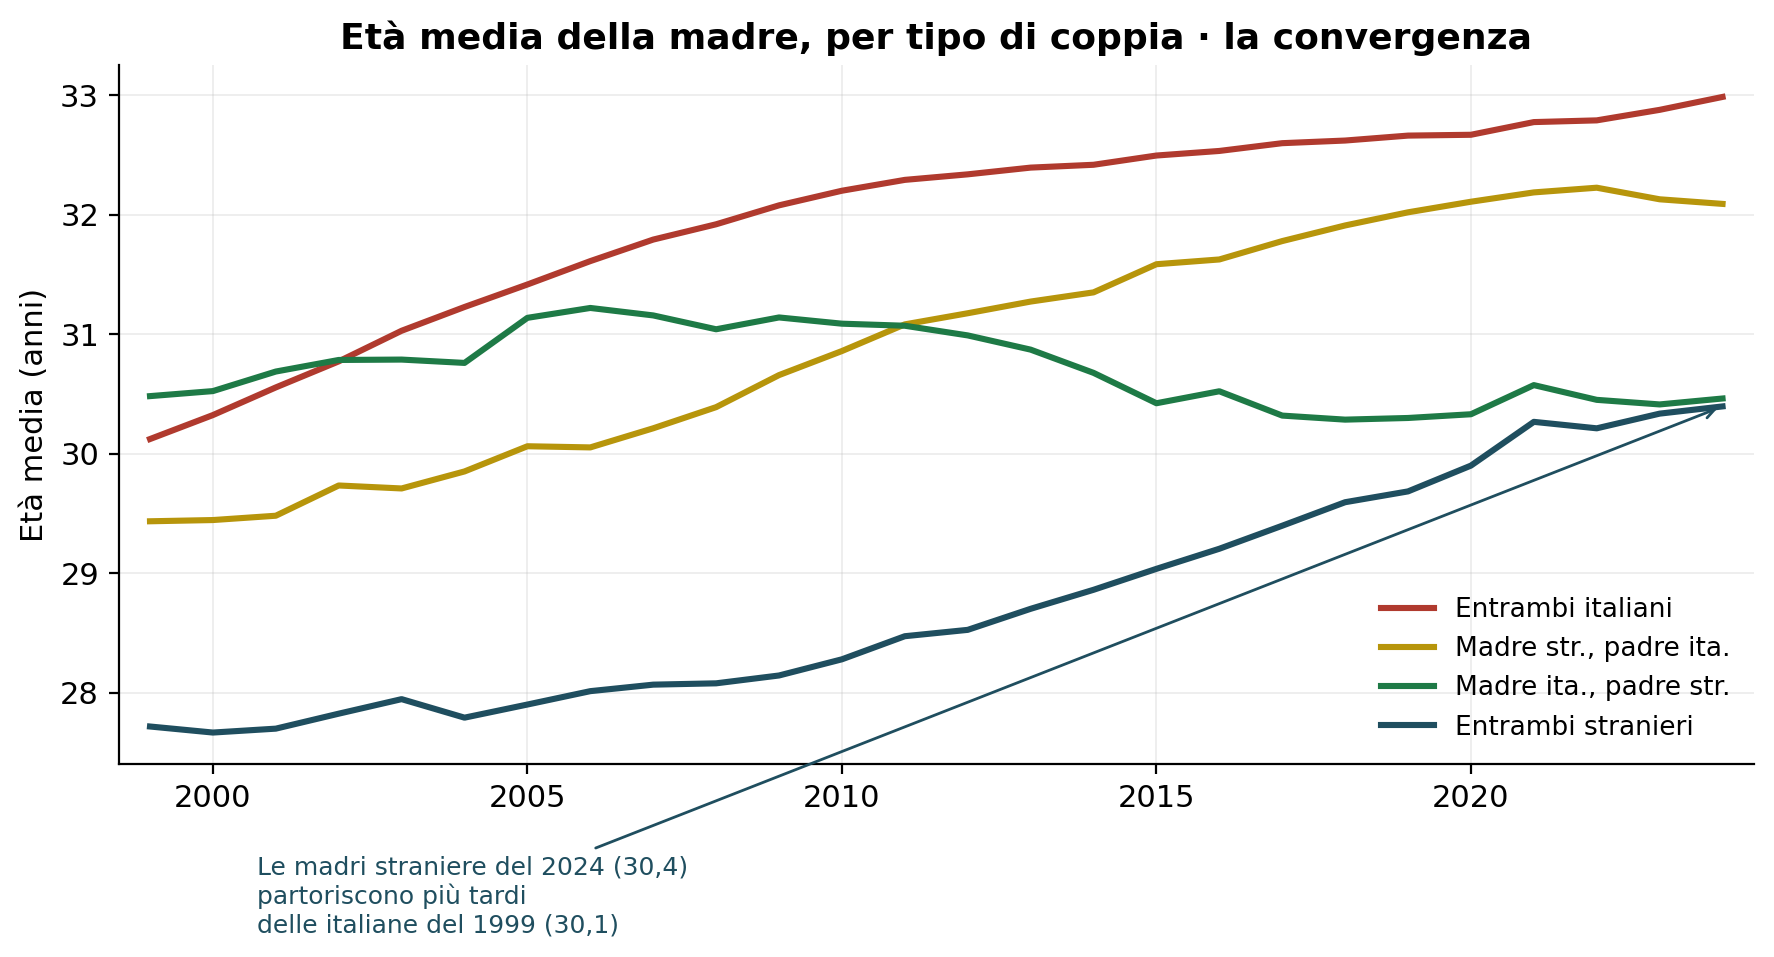 Età media della madre, per tipo di coppia · la convergenza
Età media (anni)
33
32
31
30
29
28
Entrambi italiani
Madre str., padre ita.
Madre ita., padre str.
Entrambi stranieri
2000
2005
2010
2015
2020
Le madri straniere del 2024 (30,4)
partoriscono più tardi
delle italiane del 1999 (30,1)